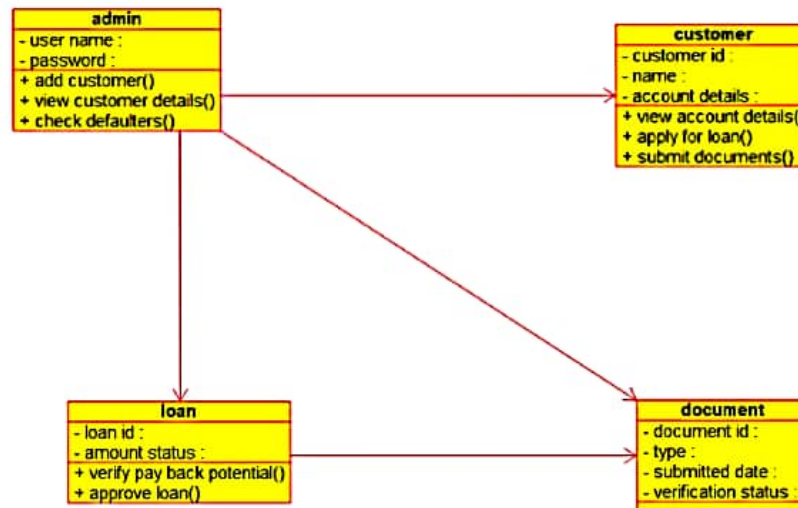 admin
- user name :
- password :
+ add customer()
+ view customer details()
+ check defaulters()
customer
- customer id :
- name :
- account details :
+ view account details(
+ apply for loan()
+ submit documents()
loan
- loan id :
- amount status :
+ verify pay back potential()
+ approve loan()
document
- document id :
- type :
- submitted date :
- verification status :